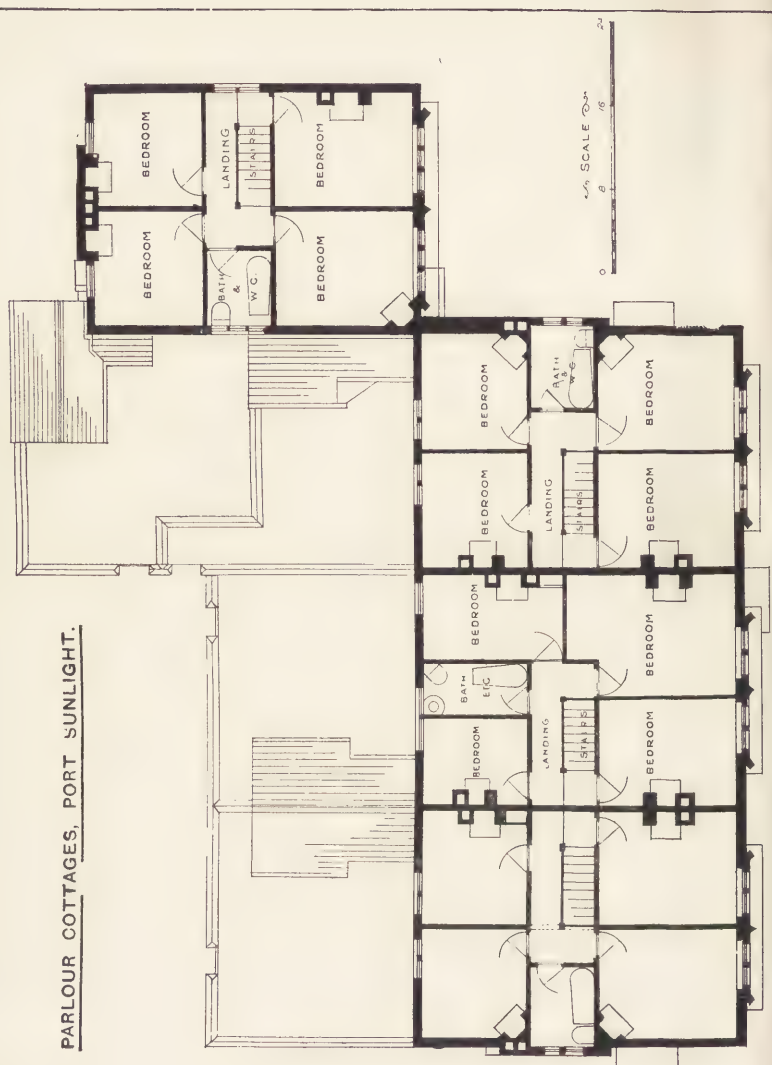 PARLOUR COTTAGES, PORT SUNLIGHT.
BEDROOM
BEDROOM
LANDING
STAIRS
BATH
&
W.C.
BEDROOM
BEDROOM
BEDROOM
BATH
ETC
BEDROOM
BEDROOM
BEDROOM
LANDING
STAIRS
LANDING
STAIRS
BATH
&
W.C.
BEDROOM
BEDROOM
BEDROOM
BEDROOM
SCALE
0 8 16